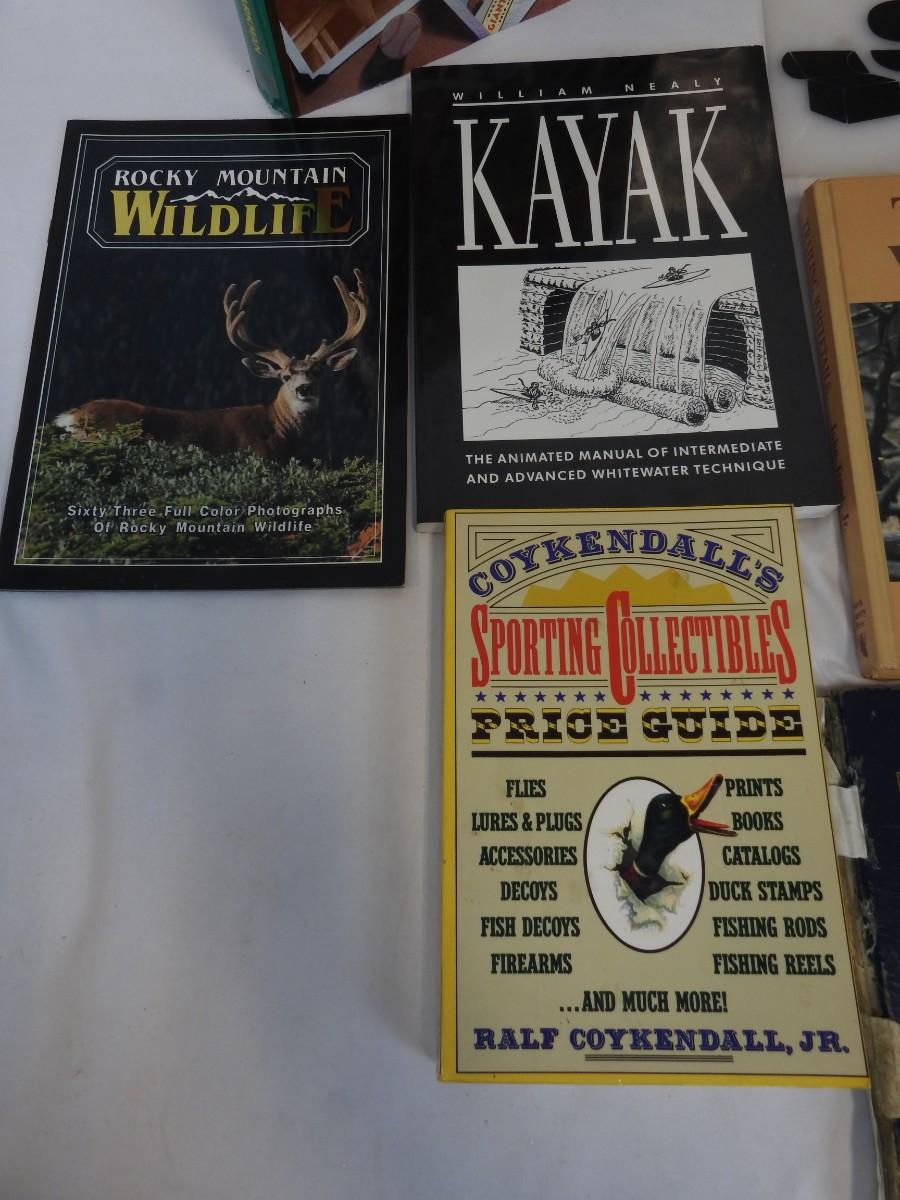 GIANTS
ROCKY MOUNTAIN
WILDLIFE
Sixty Three Full Color Photographs
Of Rocky Mountain Wildlife
WILLIAM NEALY
KAYAK
THE ANIMATED MANUAL OF INTERMEDIATE
AND ADVANCED WHITEWATER TECHNIQUE
COYKENDALL'S
SPORTING COLLECTIBLES
PRICE GUIDE
FLIES
LURES & PLUGS
ACCESSORIES
DECOYS
FISH DECOYS
FIREARMS
PRINTS
BOOKS
CATALOGS
DUCK STAMPS
FISHING RODS
FISHING REELS
...AND MUCH MORE!
RALF COYKENDALL, JR.